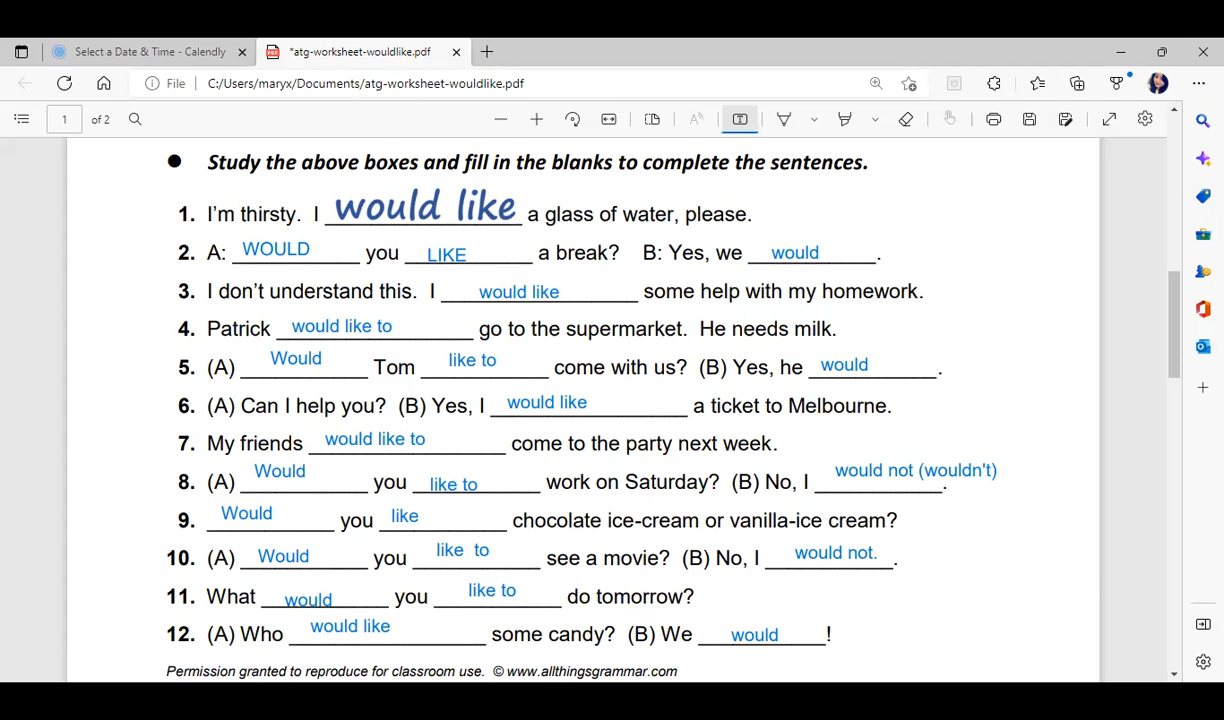 Select a Date & Time - Calendly
*atg-worksheet-wouldlike.pdf
File C:/Users/maryx/Documents/atg-worksheet-wouldlike.pdf
1 of 2
Study the above boxes and fill in the blanks to complete the sentences.
1. I'm thirsty. I would like a glass of water, please.
2. A: WOULD you LIKE a break? B: Yes, we would.
3. I don't understand this. I would like some help with my homework.
4. Patrick would like to go to the supermarket. He needs milk.
5. (A) Would Tom like to come with us? (B) Yes, he would.
6. (A) Can I help you? (B) Yes, I would like a ticket to Melbourne.
7. My friends would like to come to the party next week.
8. (A) Would you like to work on Saturday? (B) No, I would not (wouldn't).
9. Would you like chocolate ice-cream or vanilla-ice cream?
10. (A) Would you like to see a movie? (B) No, I would not..
11. What would you like to do tomorrow?
12. (A) Who would like some candy? (B) We would!
Permission granted to reproduce for classroom use. © www.allthingsgrammar.com